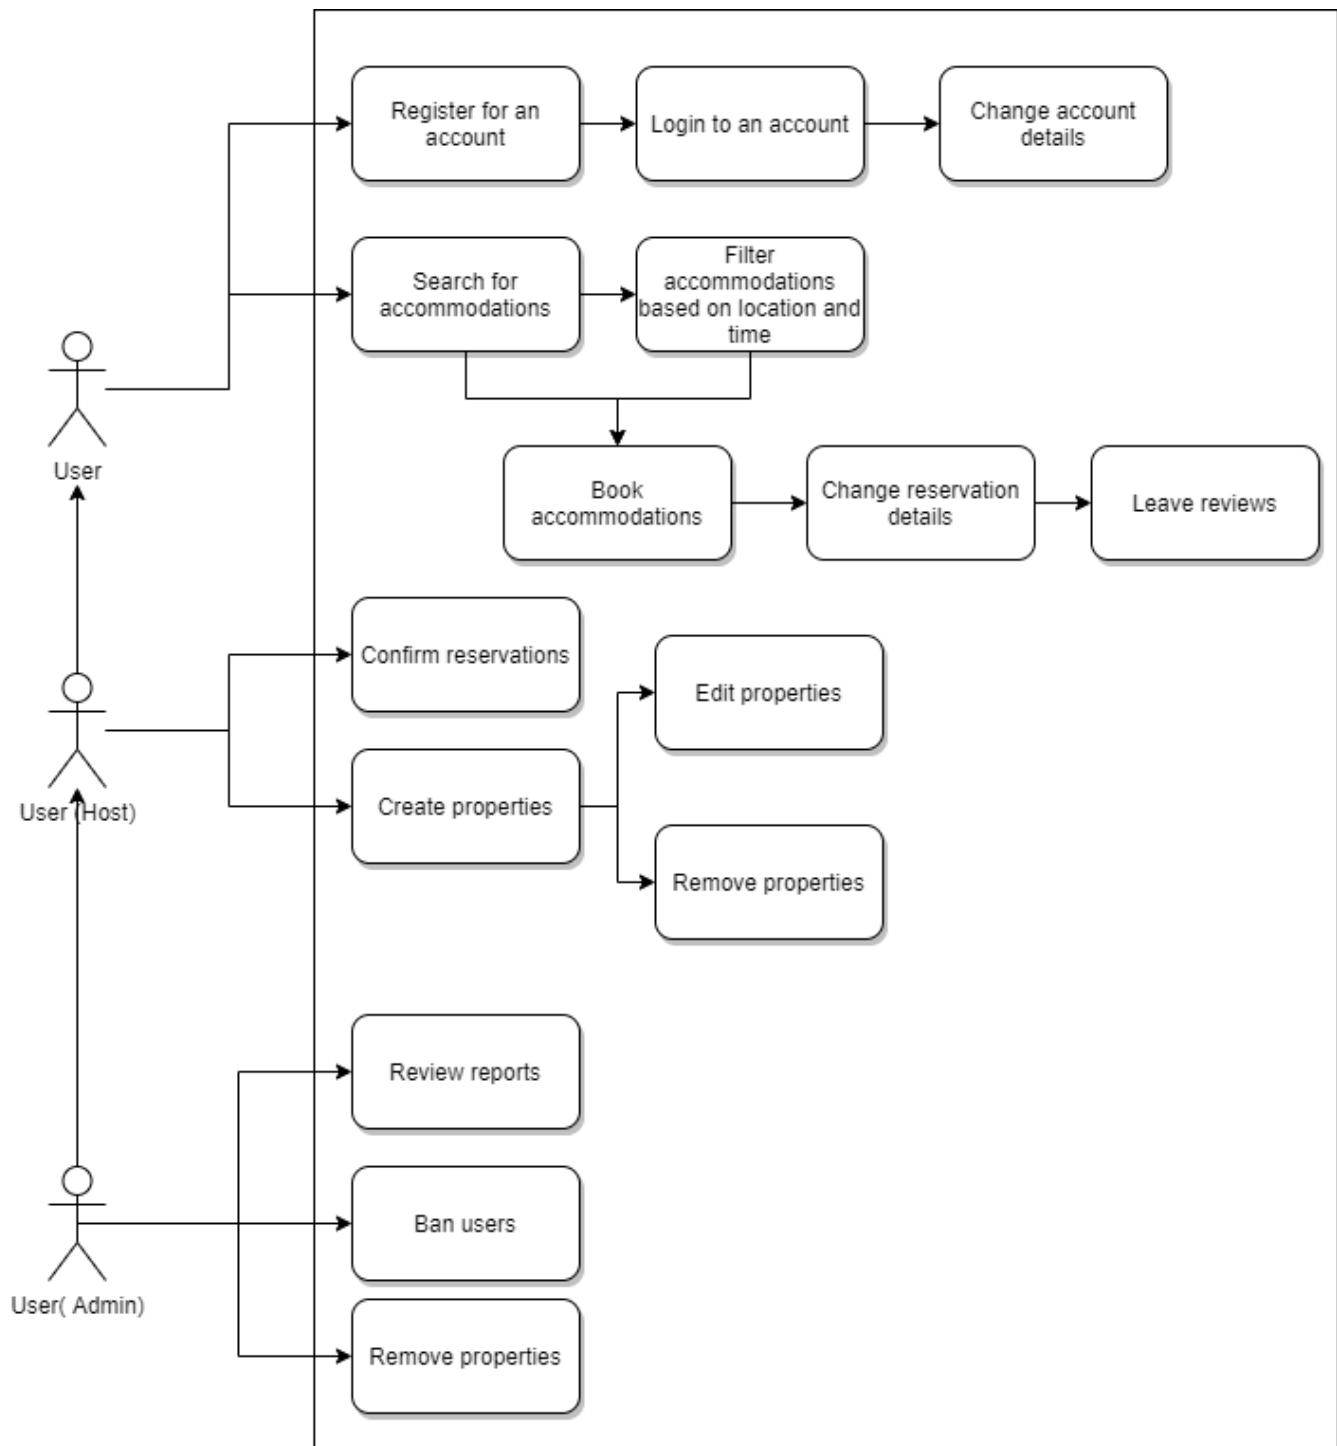 Register for an
account
Login to an account
Change account
details
Search for
accommodations
Filter
accommodations
based on location and
time
User
Book
accommodations
Change reservation
details
Leave reviews
Confirm reservations
Edit properties
User (Host)
Create properties
Remove properties
Review reports
Ban users
User( Admin)
Remove properties